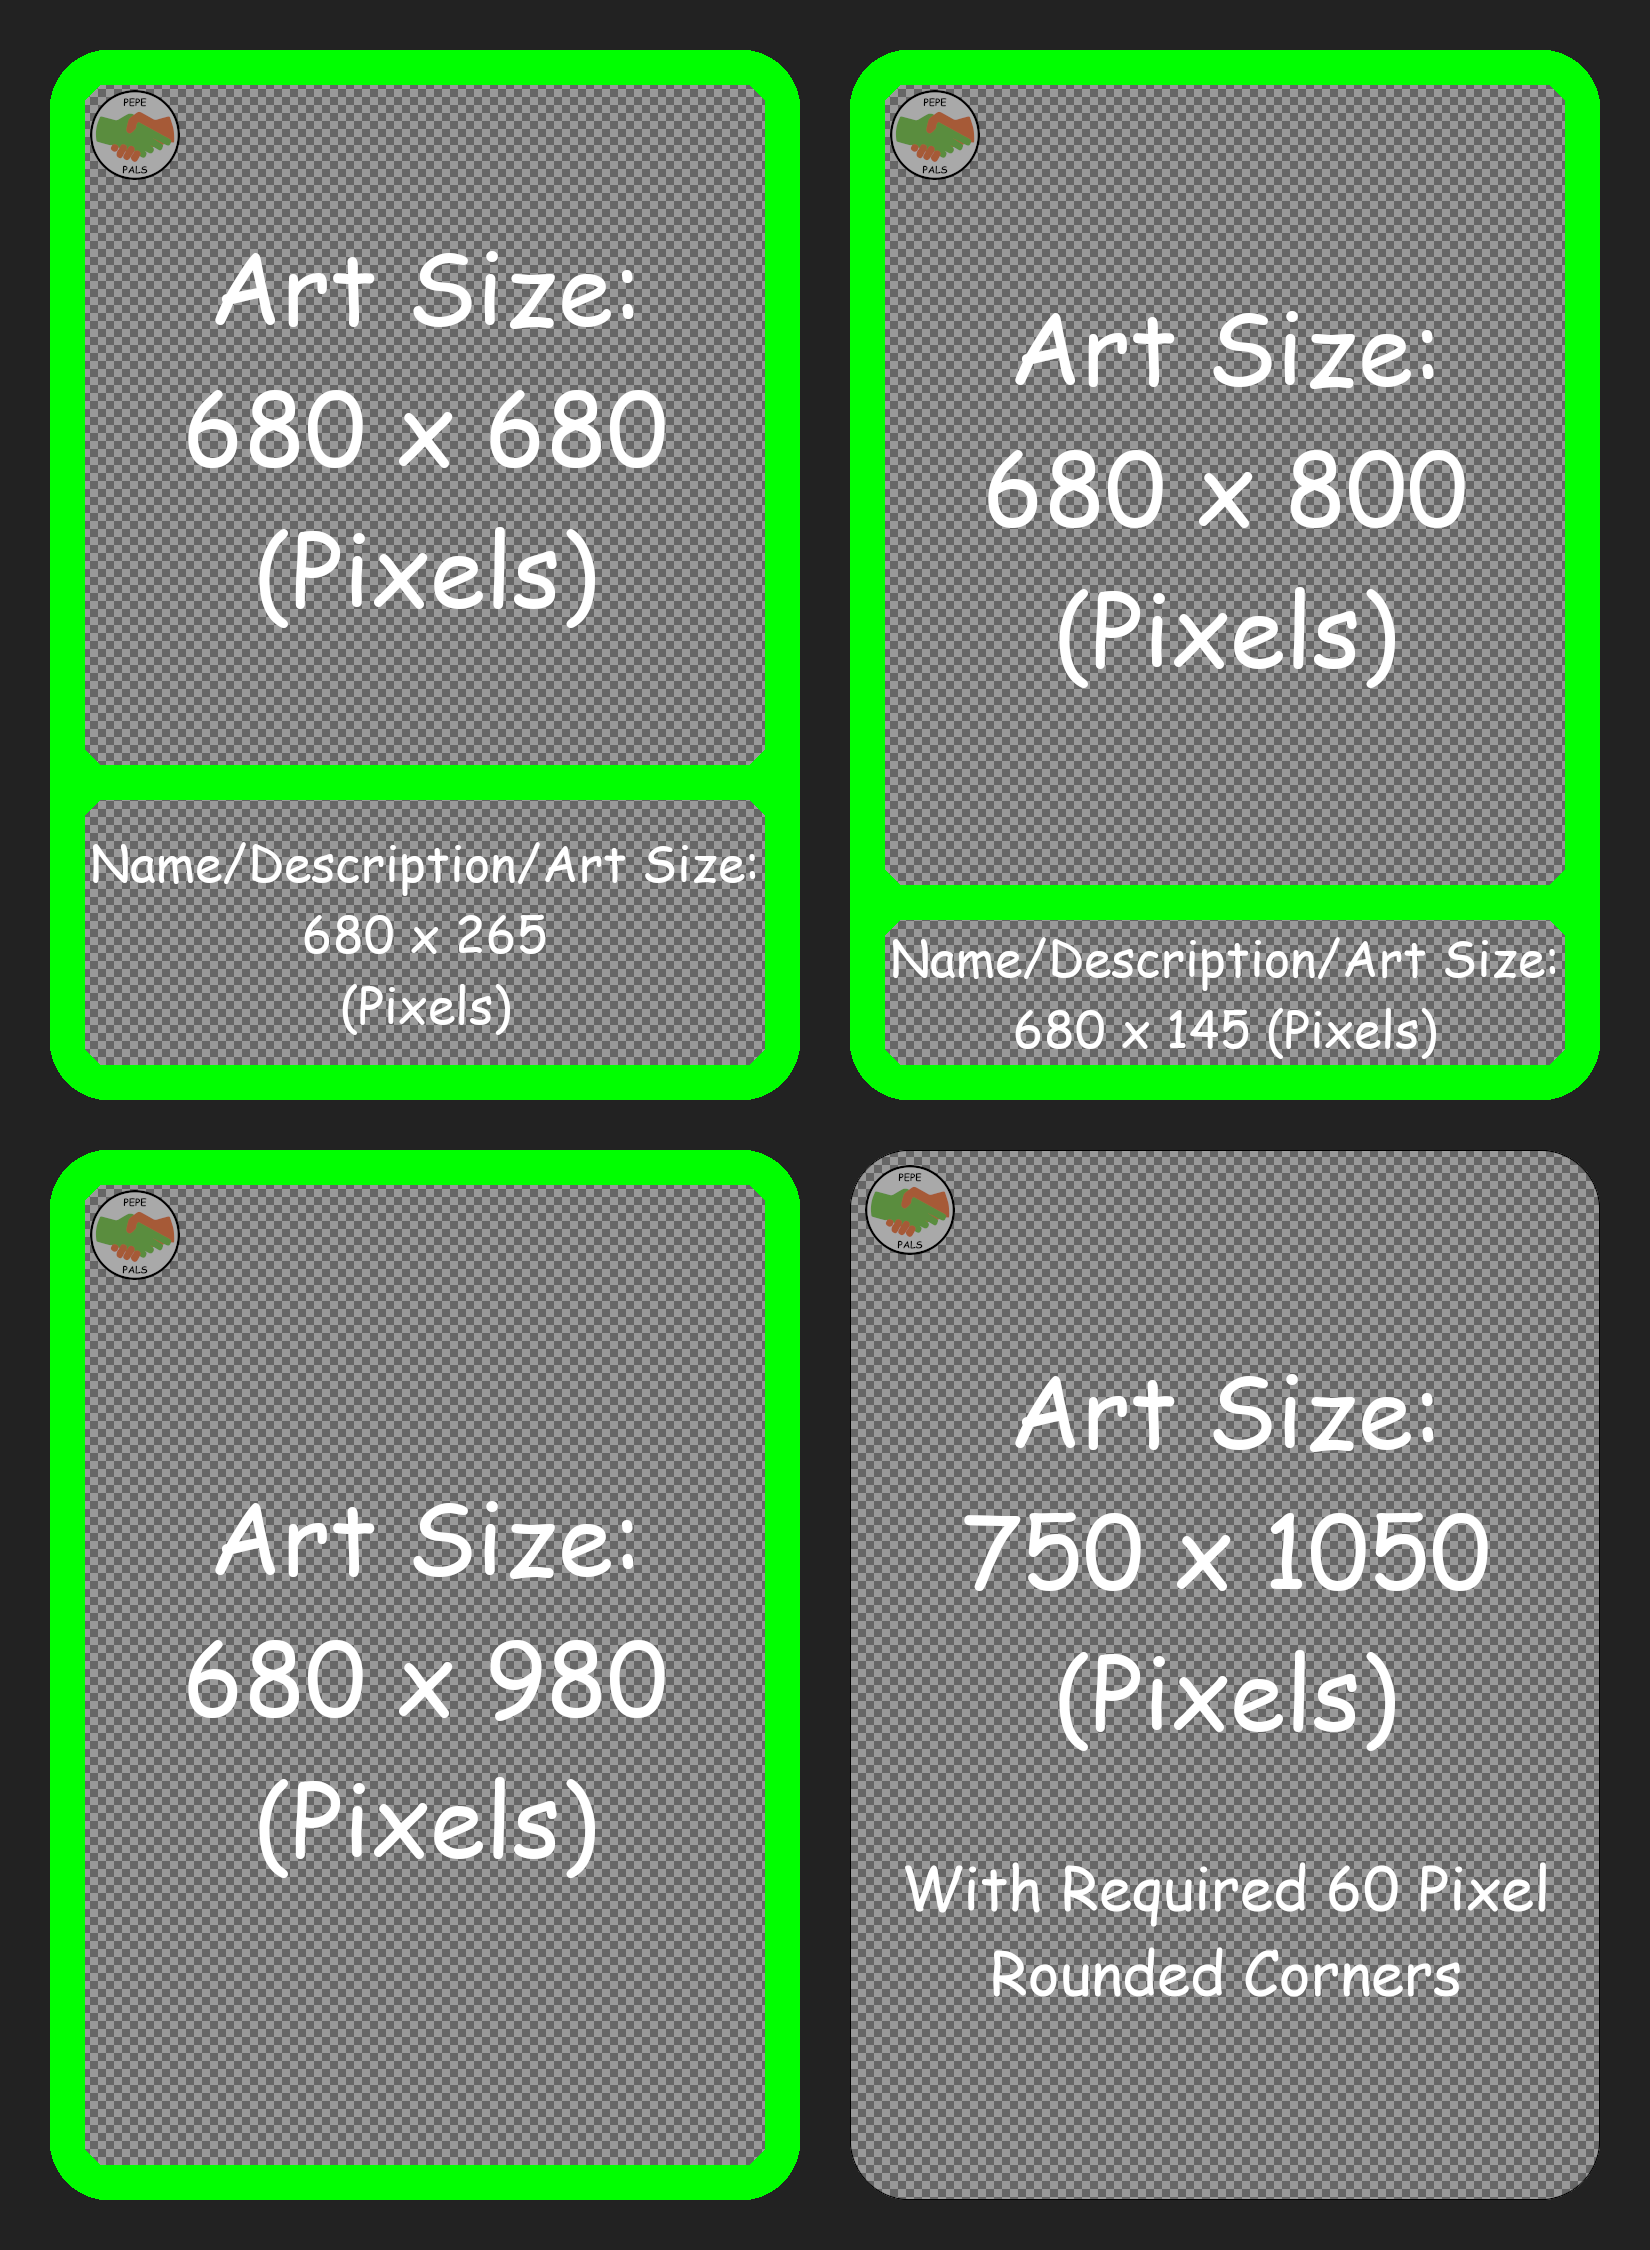 PEPE
PALS
Art Size:
680 x 680
(Pixels)
Name/Description/Art Size:
680 x 265
(Pixels)
PEPE
PALS
Art Size:
680 x 800
(Pixels)
Name/Description/Art Size:
680 x 145 (Pixels)
PEPE
PALS
Art Size:
680 x 980
(Pixels)
PEPE
PALS
Art Size:
750 x 1050
(Pixels)
With Required 60 Pixel
Rounded Corners